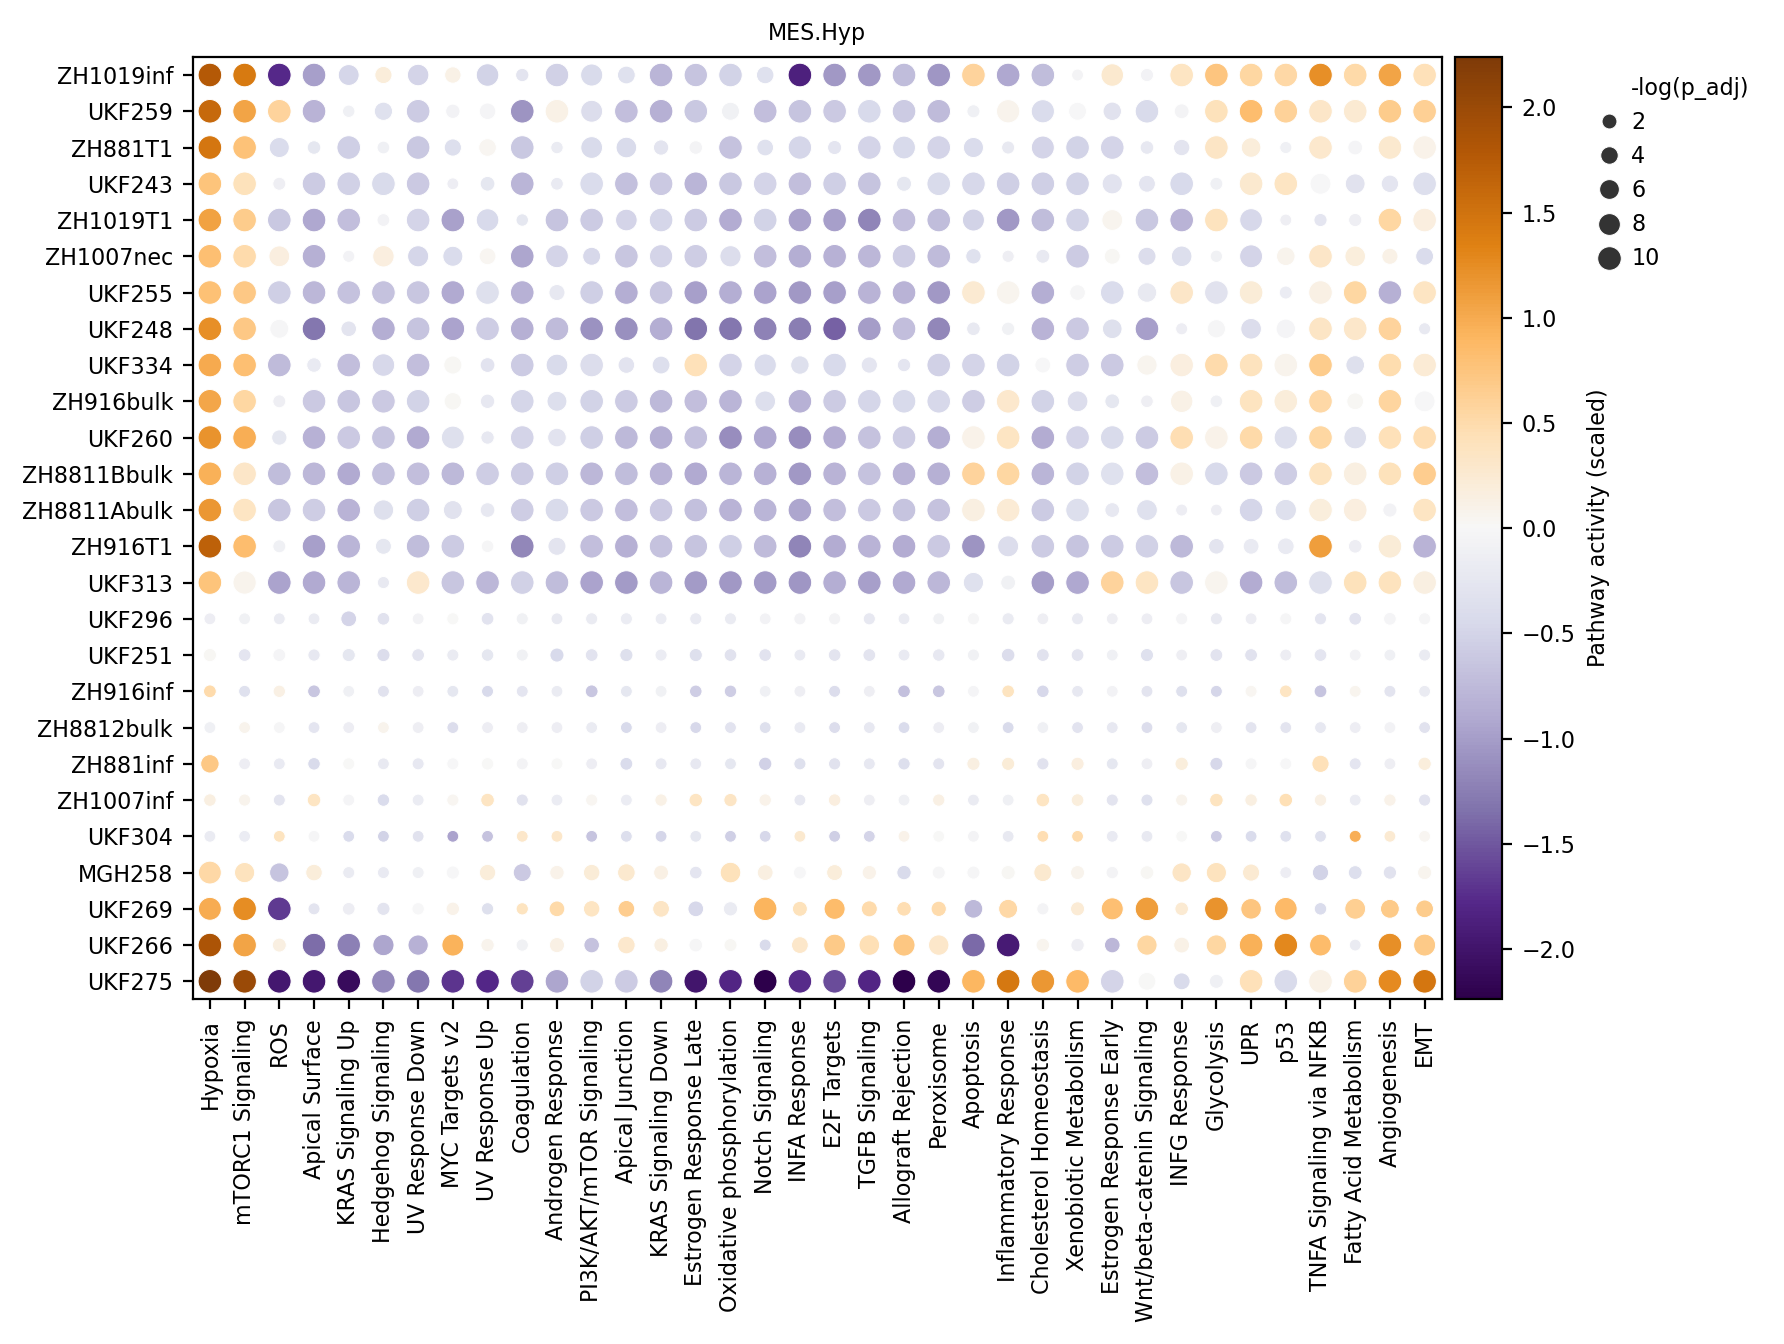 MES.Hyp
ZH1019inf
UKF259
ZH881T1
UKF243
ZH1019T1
ZH1007nec
UKF255
UKF248
UKF334
ZH916bulk
UKF260
ZH8811Bbulk
ZH8811Abulk
ZH916T1
UKF313
UKF296
UKF251
ZH916inf
ZH8812bulk
ZH881inf
ZH1007inf
UKF304
MGH258
UKF269
UKF266
UKF275
Hypoxia
mTORC1 Signaling
ROS
Apical Surface
KRAS Signaling Up
Hedgehog Signaling
UV Response Down
MYC Targets v2
UV Response Up
Coagulation
Androgen Response
PI3K/AKT/mTOR Signaling
Apical Junction
KRAS Signaling Down
Estrogen Response Late
Oxidative phosphorylation
Notch Signaling
INFA Response
E2F Targets
TGFB Signaling
Allograft Rejection
Peroxisome
Apoptosis
Inflammatory Response
Cholesterol Homeostasis
Xenobiotic Metabolism
Estrogen Response Early
Wnt/beta-catenin Signaling
INFG Response
Glycolysis
UPR
p53
TNFA Signaling via NFKB
Fatty Acid Metabolism
Angiogenesis
EMT
2.0
1.5
1.0
0.5
0.0
−0.5
−1.0
−1.5
−2.0
Pathway activity (scaled)
-log(p_adj)
2
4
6
8
10